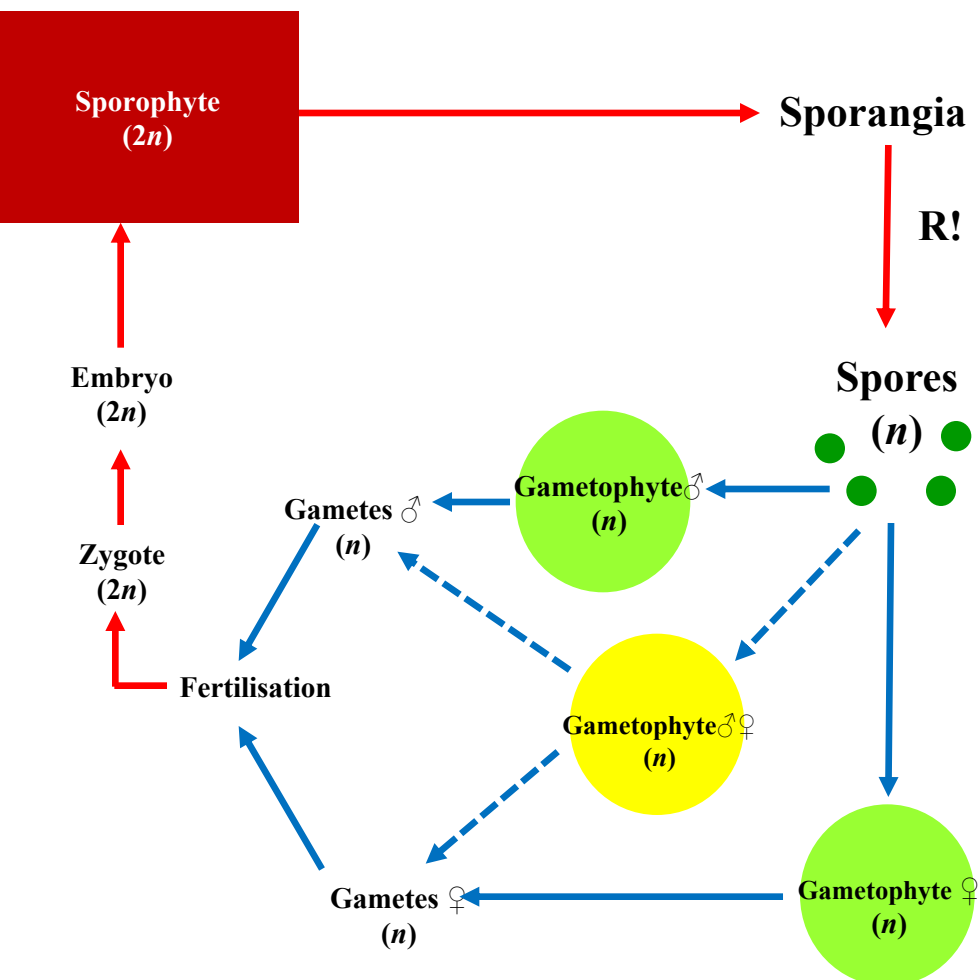 Sporophyte
(2n)
Sporangia
R!
Spores
(n)
Embryo
(2n)
Gametophyte♂
(n)
Gametes ♂
(n)
Zygote
(2n)
Fertilisation
Gametophyte♂♀
(n)
Gametes ♀
(n)
Gametophyte ♀
(n)